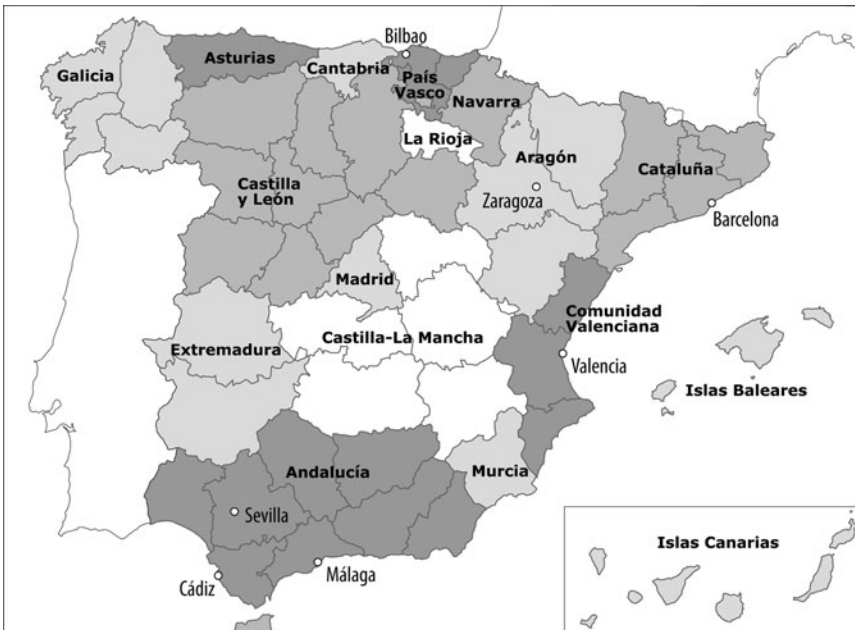 Bilbao
Asturias
Galicia
Cantabria
País
Vasco
Navarra
La Rioja
Aragón
Cataluña
Castilla
y León
Zaragoza
Barcelona
Madrid
Comunidad
Valenciana
Castilla-La Mancha
Extremadura
Valencia
Islas Baleares
Andalucía
Murcia
Sevilla
Islas Canarias
Málaga
Cádiz